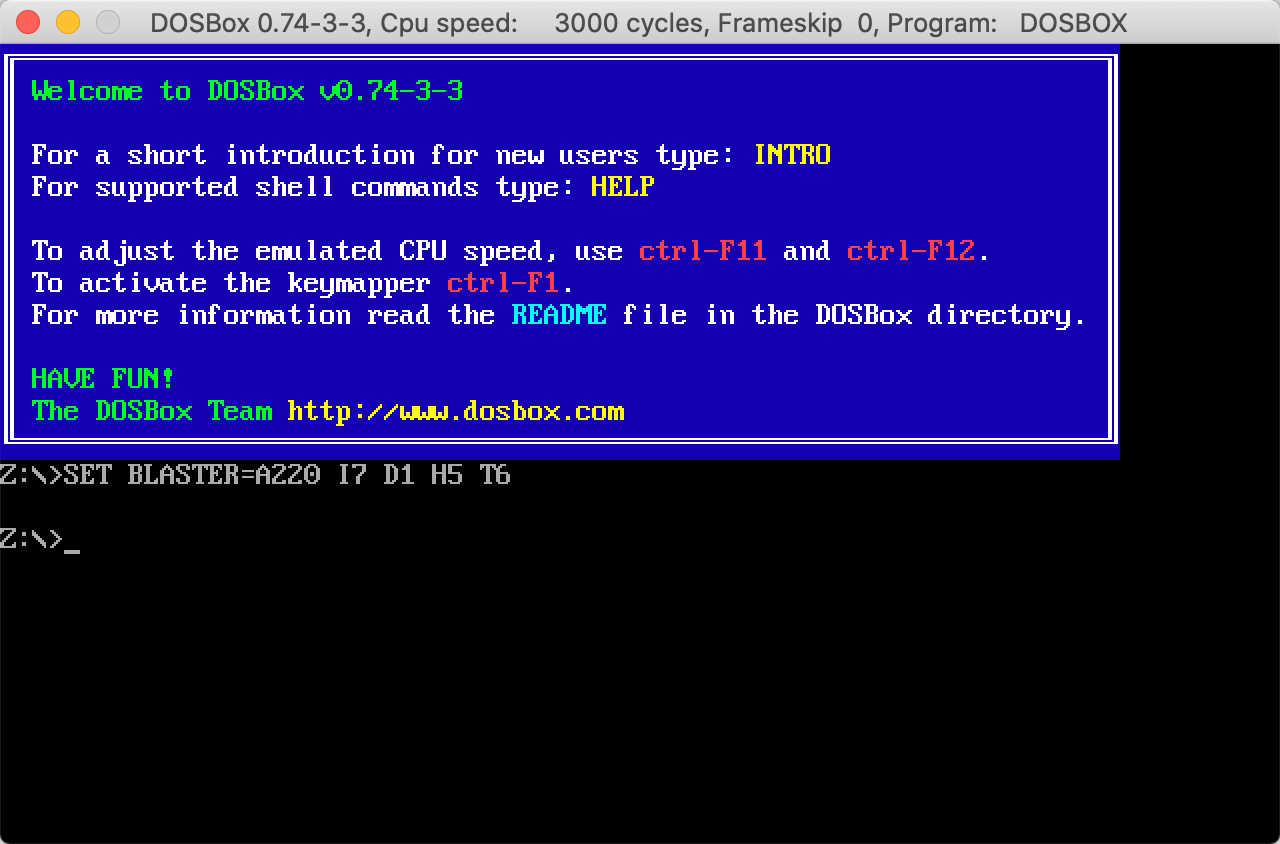 DOSBox 0.74-3-3, Cpu speed:    3000 cycles, Frameskip  0, Program:   DOSBOX
Welcome to DOSBox v0.74-3-3
For a short introduction for new users type: INTRO
For supported shell commands type: HELP
To adjust the emulated CPU speed, use ctrl-F11 and ctrl-F12.
To activate the keymapper ctrl-F1.
For more information read the README file in the DOSBox directory.
HAVE FUN!
The DOSBox Team http://www.dosbox.com
Z:\>SET BLASTER=A220 I7 D1 H5 T6
Z:\>_